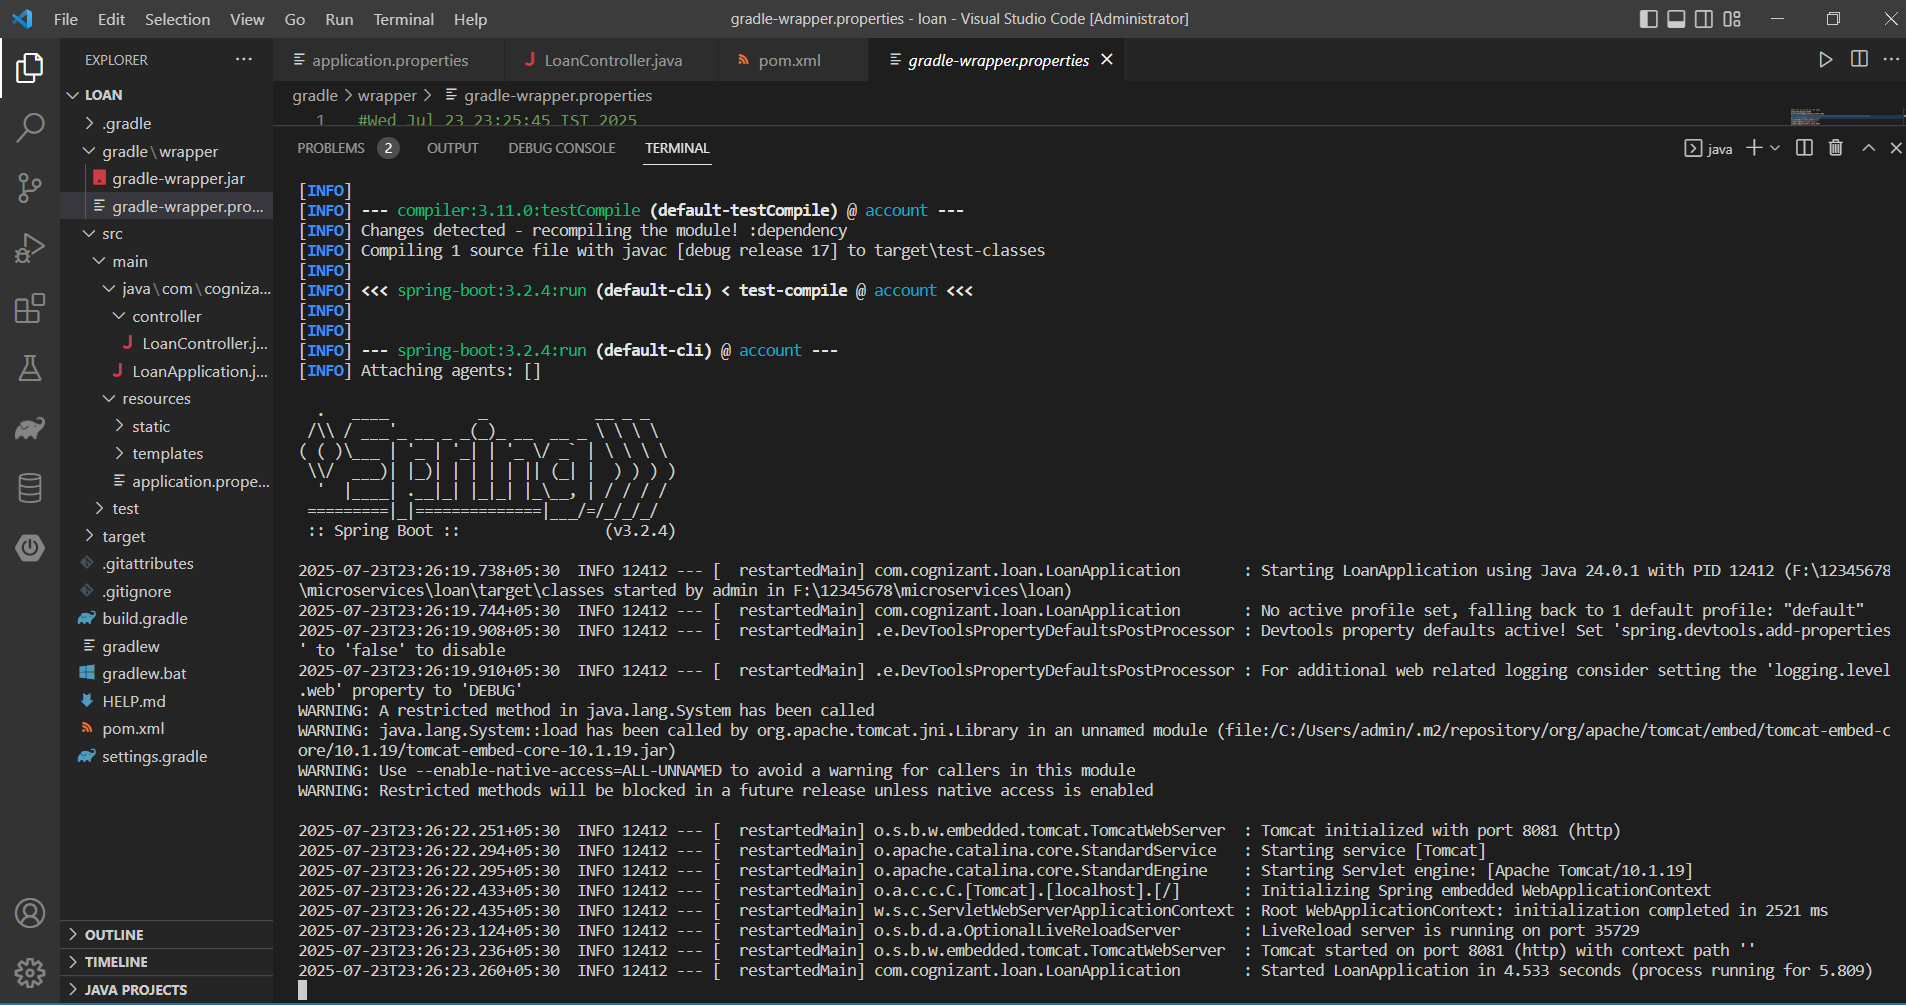 File Edit Selection View Go Run Terminal Help
gradle-wrapper.properties - loan - Visual Studio Code [Administrator]
EXPLORER
LOAN
.gradle
gradle\wrapper
gradle-wrapper.jar
gradle-wrapper.pro...
src
main
java\com\cogniza...
controller
LoanController.j...
LoanApplication.j...
resources
static
templates
application.prope...
test
target
.gitattributes
.gitignore
build.gradle
gradlew
gradlew.bat
HELP.md
pom.xml
settings.gradle
OUTLINE
TIMELINE
JAVA PROJECTS
application.properties
LoanController.java
pom.xml
gradle-wrapper.properties
gradle > wrapper > gradle-wrapper.properties
1 #Wed Jul 23 23:25:45 IST 2025
PROBLEMS 2 OUTPUT DEBUG CONSOLE TERMINAL
java
[INFO]
[INFO] --- compiler:3.11.0:testCompile (default-testCompile) @ account ---
[INFO] Changes detected - recompiling the module! :dependency
[INFO] Compiling 1 source file with javac [debug release 17] to target\test-classes
[INFO]
[INFO] <<< spring-boot:3.2.4:run (default-cli) < test-compile @ account <<<
[INFO]
[INFO]
[INFO] --- spring-boot:3.2.4:run (default-cli) @ account ---
[INFO] Attaching agents: []
Spring
:: Spring Boot :: (v3.2.4)
2025-07-23T23:26:19.738+05:30 INFO 12412 --- [ restartedMain] com.cognizant.loan.LoanApplication : Starting LoanApplication using Java 24.0.1 with PID 12412 (F:\12345678
\microservices\loan\target\classes started by admin in F:\12345678\microservices\loan)
2025-07-23T23:26:19.744+05:30 INFO 12412 --- [ restartedMain] com.cognizant.loan.LoanApplication : No active profile set, falling back to 1 default profile: "default"
2025-07-23T23:26:19.908+05:30 INFO 12412 --- [ restartedMain] .e.DevToolsPropertyDefaultsPostProcessor : Devtools property defaults active! Set 'spring.devtools.add-properties
' to 'false' to disable
2025-07-23T23:26:19.910+05:30 INFO 12412 --- [ restartedMain] .e.DevToolsPropertyDefaultsPostProcessor : For additional web related logging consider setting the 'logging.level
.web' property to 'DEBUG'
WARNING: A restricted method in java.lang.System has been called
WARNING: java.lang.System::load has been called by org.apache.tomcat.jni.Library in an unnamed module (file:/C:/Users/admin/.m2/repository/org/apache/tomcat/embed/tomcat-embed-c
ore/10.1.19/tomcat-embed-core-10.1.19.jar)
WARNING: Use --enable-native-access=ALL-UNNAMED to avoid a warning for callers in this module
WARNING: Restricted methods will be blocked in a future release unless native access is enabled
2025-07-23T23:26:22.251+05:30 INFO 12412 --- [ restartedMain] o.s.b.w.embedded.tomcat.TomcatWebServer : Tomcat initialized with port 8081 (http)
2025-07-23T23:26:22.294+05:30 INFO 12412 --- [ restartedMain] o.apache.catalina.core.StandardService : Starting service [Tomcat]
2025-07-23T23:26:22.295+05:30 INFO 12412 --- [ restartedMain] o.apache.catalina.core.StandardEngine : Starting Servlet engine: [Apache Tomcat/10.1.19]
2025-07-23T23:26:22.433+05:30 INFO 12412 --- [ restartedMain] o.a.c.c.C.[Tomcat].[localhost].[/] : Initializing Spring embedded WebApplicationContext
2025-07-23T23:26:22.435+05:30 INFO 12412 --- [ restartedMain] w.s.c.ServletWebServerApplicationContext : Root WebApplicationContext: initialization completed in 2521 ms
2025-07-23T23:26:23.124+05:30 INFO 12412 --- [ restartedMain] o.s.b.d.a.OptionalLiveReloadServer : LiveReload server is running on port 35729
2025-07-23T23:26:23.236+05:30 INFO 12412 --- [ restartedMain] o.s.b.w.embedded.tomcat.TomcatWebServer : Tomcat started on port 8081 (http) with context path ''
2025-07-23T23:26:23.260+05:30 INFO 12412 --- [ restartedMain] com.cognizant.loan.LoanApplication : Started LoanApplication in 4.533 seconds (process running for 5.809)